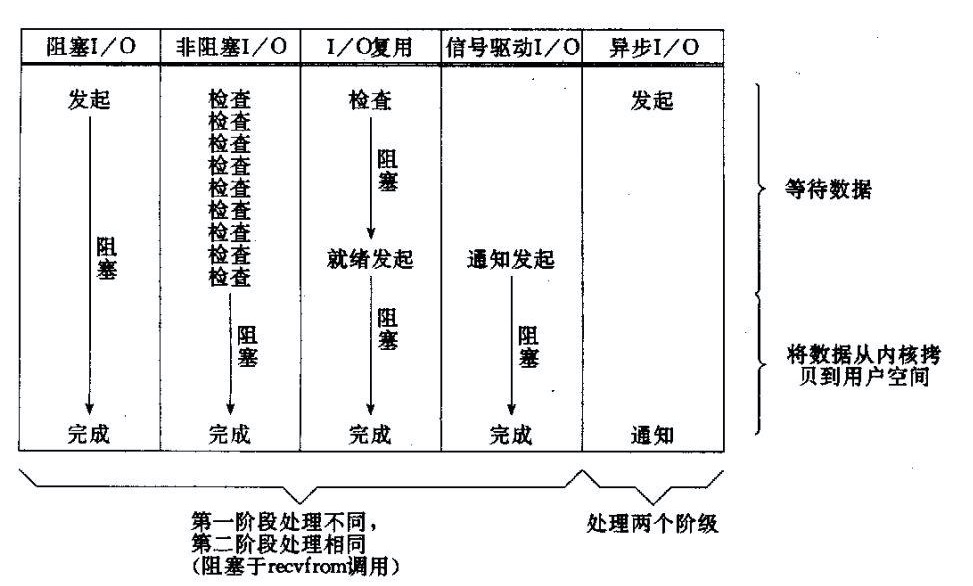 阻塞I/O 非阻塞I/O I/O复用 信号驱动I/O 异步I/O
发起 检查 检查 发起
检查
检查
检查
检查
检查
检查
检查
检查
阻塞
阻塞
就绪发起 通知发起
等待数据
阻塞
阻塞
阻塞
将数据从内核拷
贝到用户空间
完成 完成 完成 完成 通知
第一阶段处理不同，
第二阶段处理相同
（阻塞于recvfrom调用）
处理两个阶级